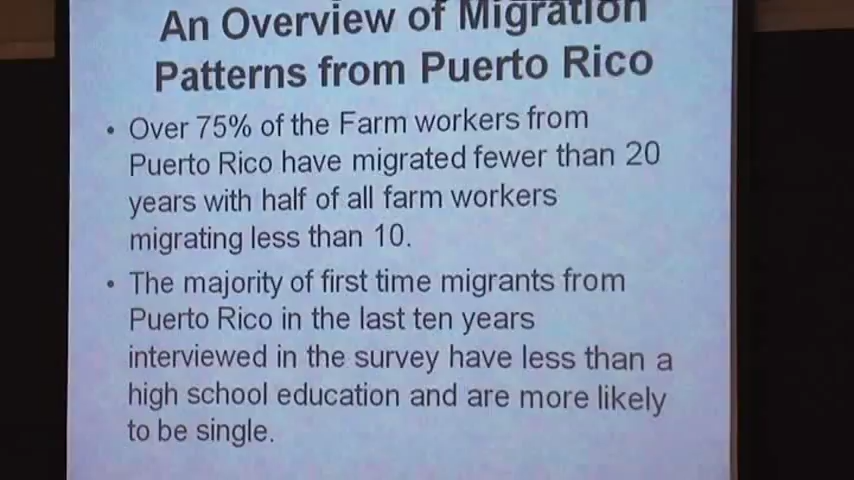 An Overview of Migration
Patterns from Puerto Rico
• Over 75% of the Farm workers from
Puerto Rico have migrated fewer than 20
years with half of all farm workers
migrating less than 10.
• The majority of first time migrants from
Puerto Rico in the last ten years
interviewed in the survey have less than a
high school education and are more likely
to be single.